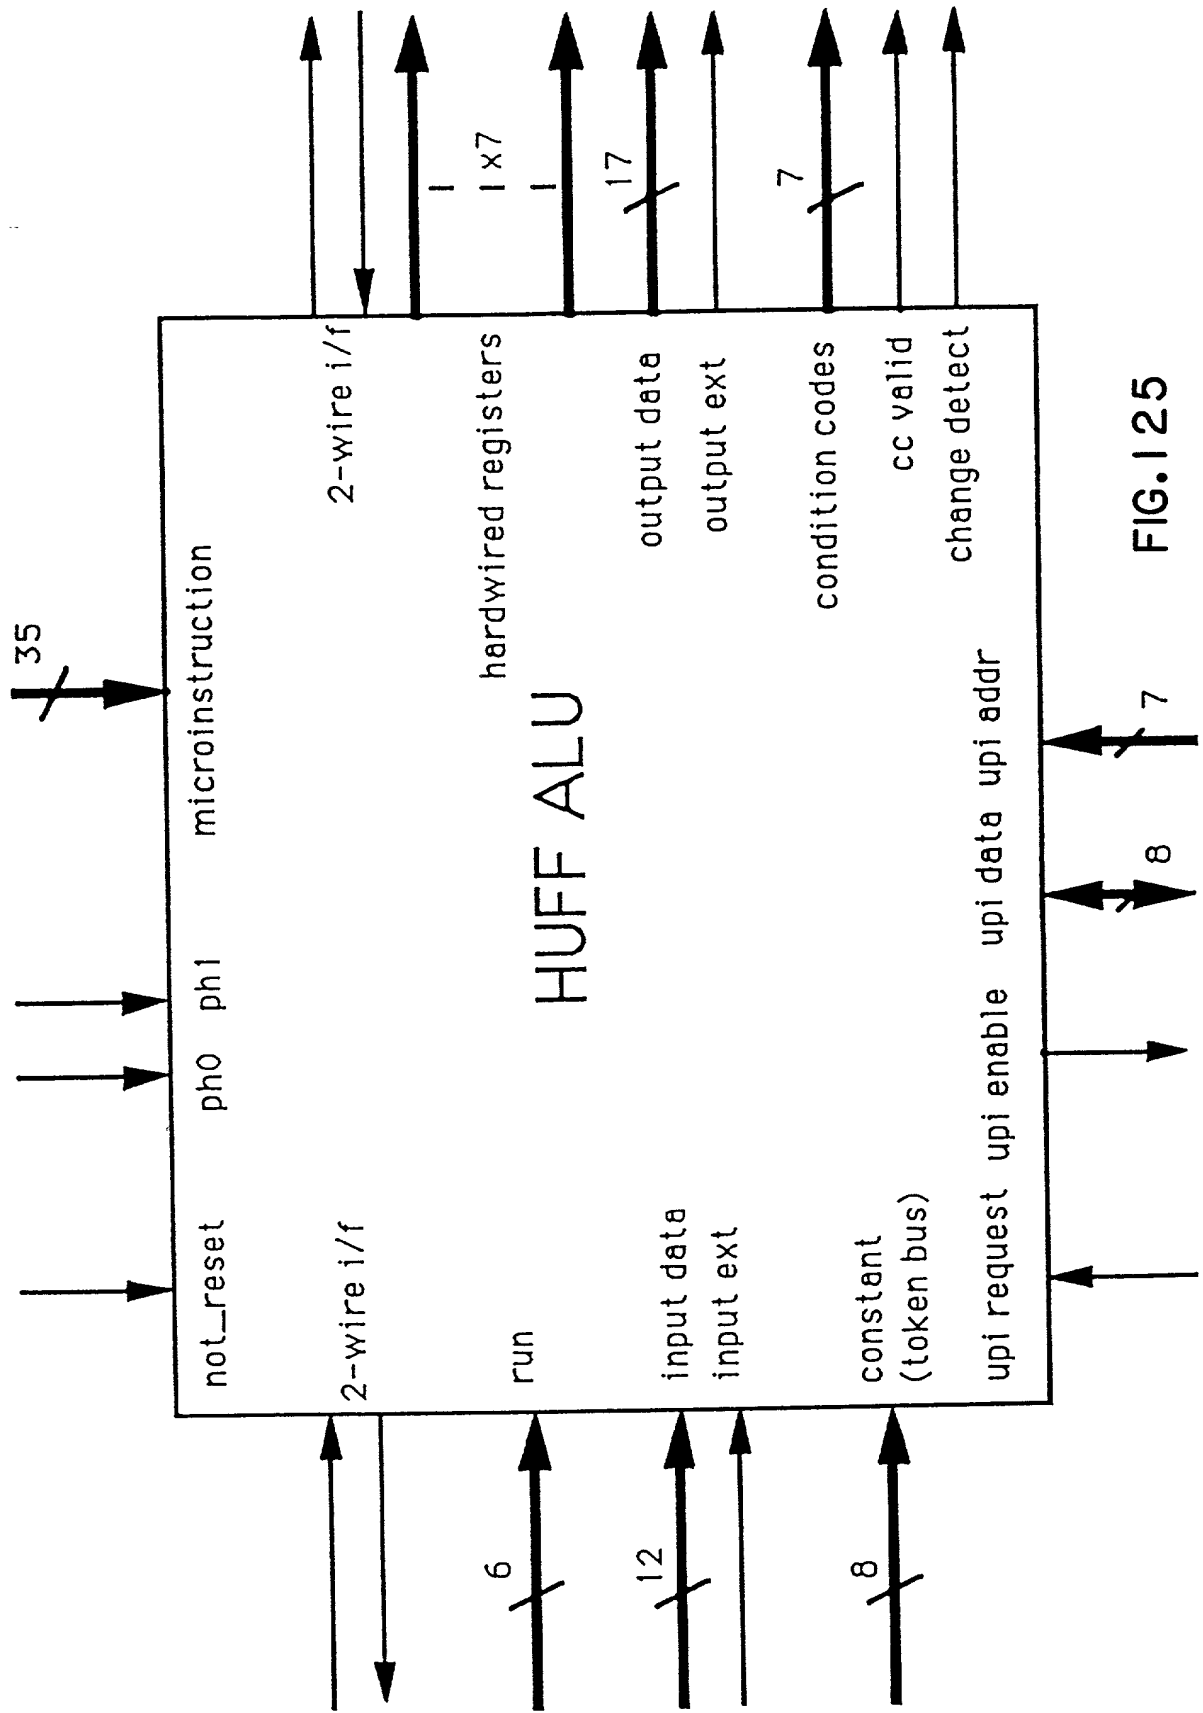 35
not_reset
ph0
ph1
microinstruction
2-wire i/f
2-wire i/f
6
run
hardwired registers
1x7
HUFF ALU
12
input data
input ext
output data
17
output ext
7
condition codes
8
constant
(token bus)
cc valid
change detect
upi request
upi enable
upi data
upi addr
8
7
FIG.125